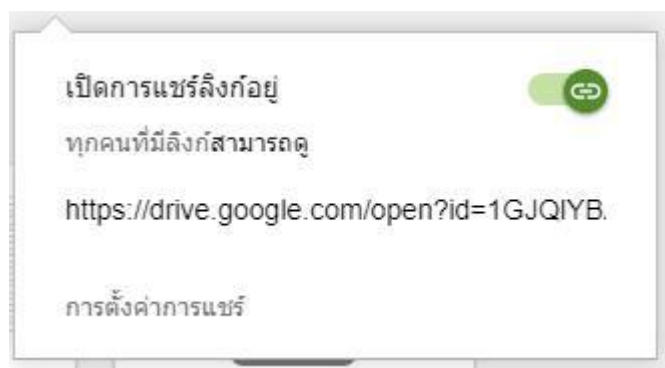 เปิดการแชร์ลิงก์อยู่
ทุกคนที่มีลิงก์สามารถดู
https://drive.google.com/open?id=1GJQIYB.
การตั้งค่าการแชร์